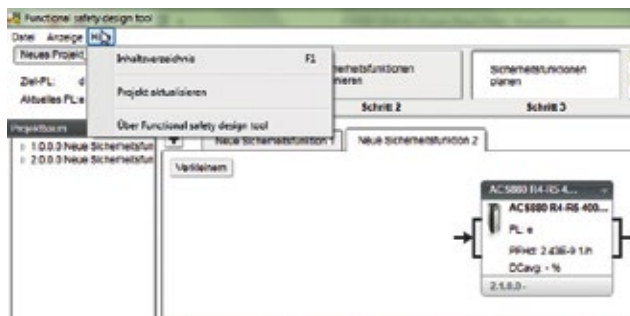 Functional safety design tool
Datei Anzeige Hilfe
Neues Projekt
Inhaltsverzeichnis F1
Projekt aktualisieren
Über Functional safety design tool
Ziel-PL: d
Aktuelles PL:e
Sicherheitsfunktionen
planen
Schritt 2
Schritt 3
Projektbaum
1.0.0.0 Neue Sicherheitsfun
2.0.0.0 Neue Sicherheitsfun
Neue Sicherheitsfunktion 1
Neue Sicherheitsfunktion 2
Verkleinern
ACS880 R4-R5 4...
ACS880 R4-R5 400...
PL: e
PFHd: 2.43E-9 1/h
DCavg: - %
2.1.0.0 -